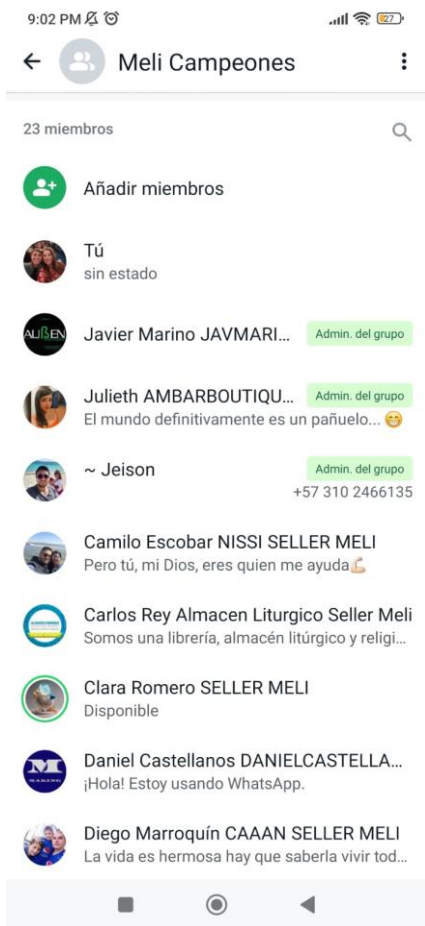 9:02 PM
27
Meli Campeones
23 miembros
Añadir miembros
Tú
sin estado
AUßEN
Javier Marino JAVMARI... Admin. del grupo
Julieth AMBARBOUTIQU... Admin. del grupo
El mundo definitivamente es un pañuelo... 😁
~ Jeison Admin. del grupo
+57 310 2466135
Camilo Escobar NISSI SELLER MELI
Pero tú, mi Dios, eres quien me ayuda💪🏻
Carlos Rey Almacen Liturgico Seller Meli
Somos una librería, almacén litúrgico y religi...
Clara Romero SELLER MELI
Disponible
Daniel Castellanos DANIELCASTELLA...
¡Hola! Estoy usando WhatsApp.
M
Diego Marroquín CAAAN SELLER MELI
La vida es hermosa hay que saberla vivir tod...